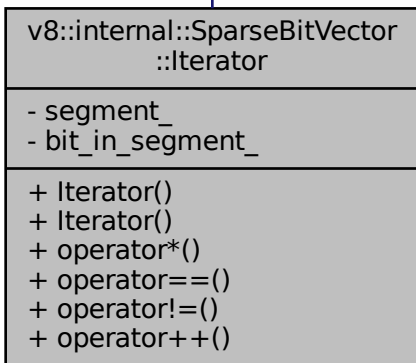 v8::internal::SparseBitVector
::Iterator
- segment_
- bit_in_segment_
+ Iterator()
+ Iterator()
+ operator*()
+ operator==()
+ operator!=()
+ operator++()